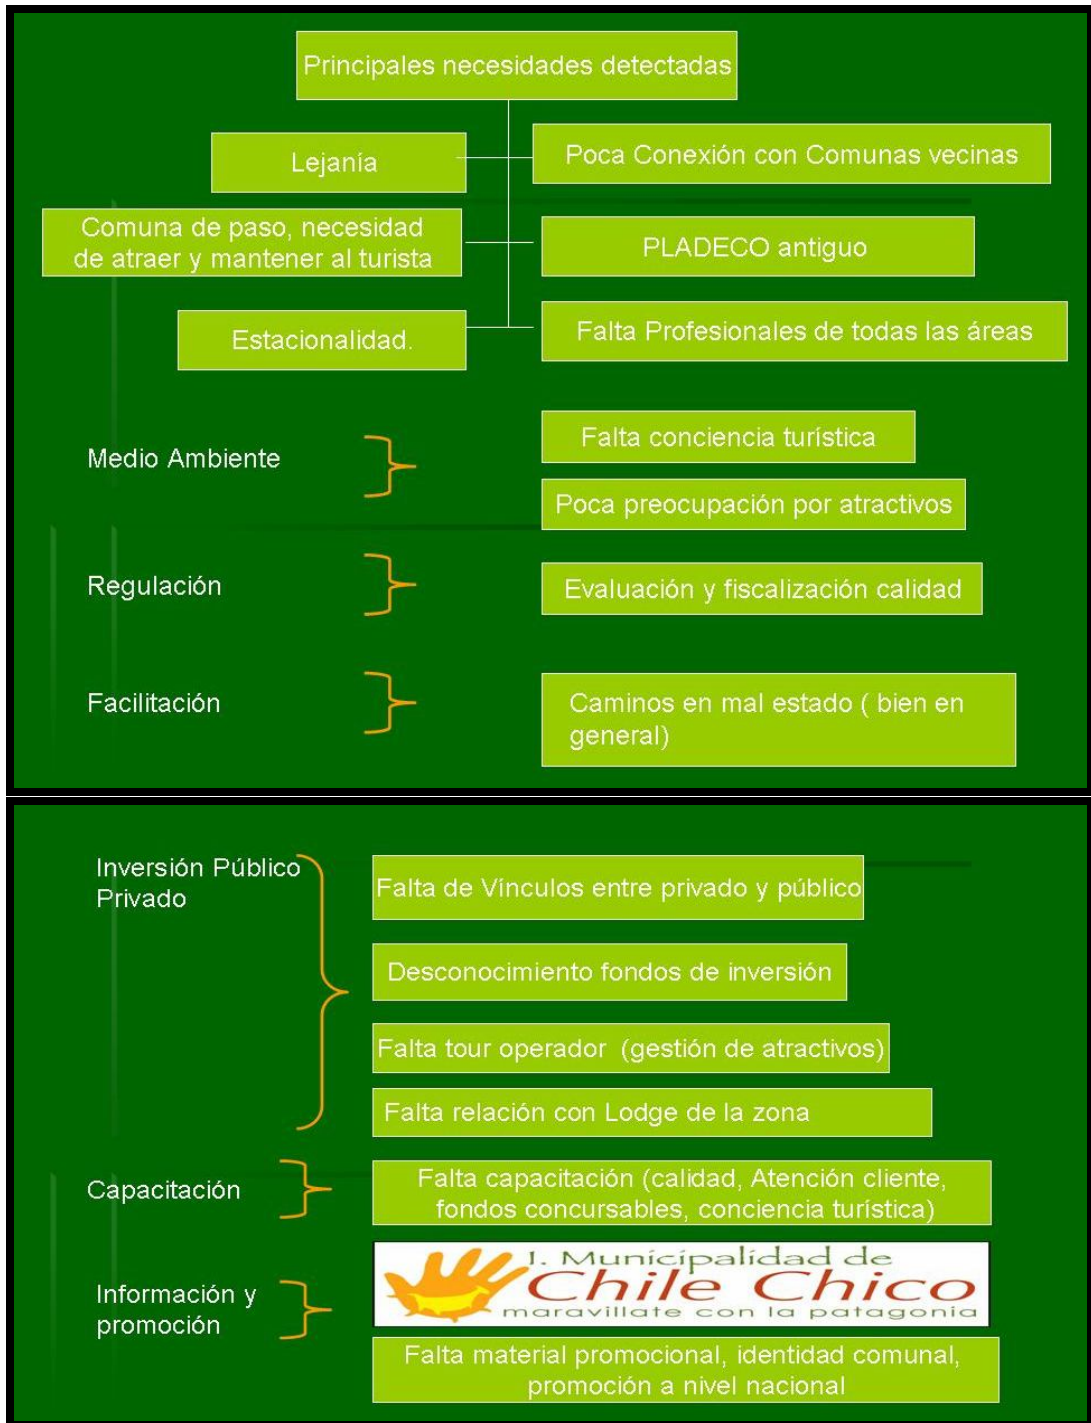 Principales necesidades detectadas
Lejanía
Poca Conexión con Comunas vecinas
Comuna de paso, necesidad
de atraer y mantener al turista
PLADECO antiguo
Estacionalidad.
Falta Profesionales de todas las áreas
Medio Ambiente
Falta conciencia turística
Poca preocupación por atractivos
Regulación
Evaluación y fiscalización calidad
Facilitación
Caminos en mal estado ( bien en
general)
Inversión Público
Privado
Falta de Vínculos entre privado y público
Desconocimiento fondos de inversión
Falta tour operador (gestión de atractivos)
Falta relación con Lodge de la zona
Capacitación
Falta capacitación (calidad, Atención cliente,
fondos concursables, conciencia turística)
Información y
promoción
I. Municipalidad de
Chile Chico
maravillate con la patagonia
Falta material promocional, identidad comunal,
promoción a nivel nacional